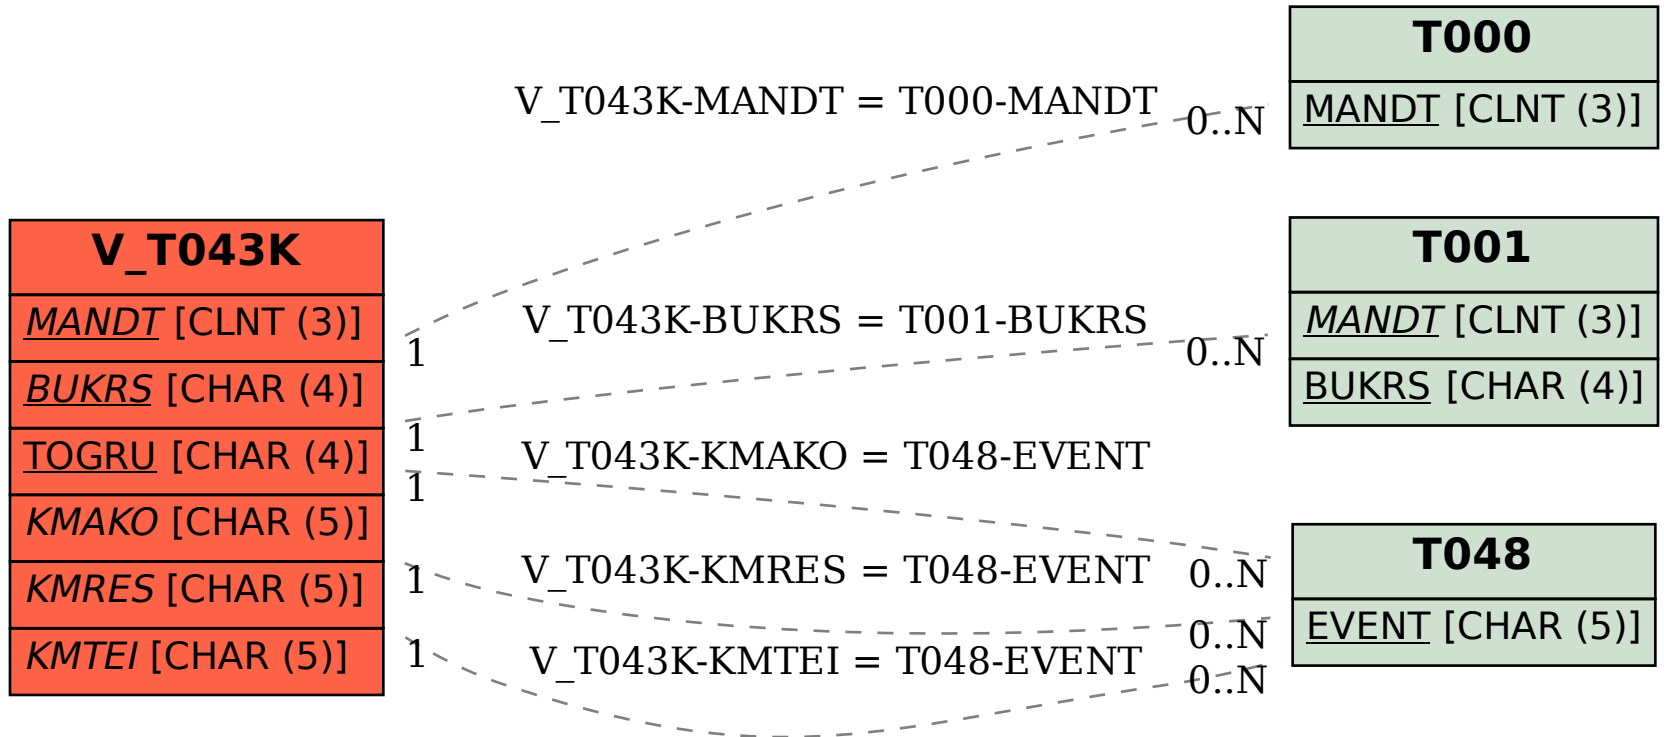 V_T043K
MANDT [CLNT (3)]
BUKRS [CHAR (4)]
TOGRU [CHAR (4)]
KMAKO [CHAR (5)]
KMRES [CHAR (5)]
KMTEI [CHAR (5)]
V_T043K-MANDT = T000-MANDT
0..N
1
V_T043K-BUKRS = T001-BUKRS
0..N
1
V_T043K-KMAKO = T048-EVENT
1
0..N
V_T043K-KMRES = T048-EVENT
1
0..N
V_T043K-KMTEI = T048-EVENT
1
0..N
T000
MANDT [CLNT (3)]
T001
MANDT [CLNT (3)]
BUKRS [CHAR (4)]
T048
EVENT [CHAR (5)]